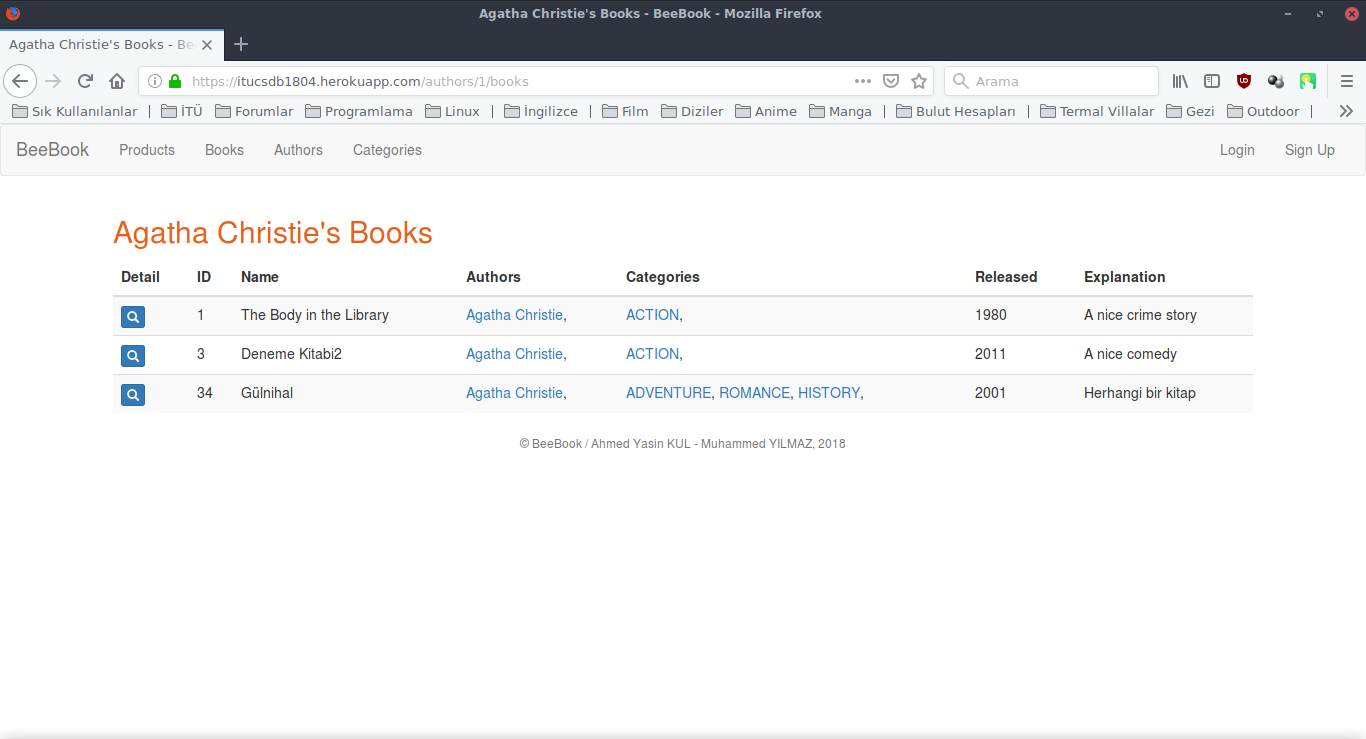 Agatha Christie's Books - BeeBook - Mozilla Firefox
Agatha Christie's Books - Be
https://itucsdb1804.herokuapp.com/authors/1/books
Arama
Sık Kullanılanlar | İTÜ Forumlar Programlama Linux | İngilizce | Film Diziler Anime Manga | Bulut Hesapları | Termal Villalar Gezi Outdoor |
BeeBook Products Books Authors Categories Login Sign Up
Agatha Christie's Books
Detail ID Name Authors Categories Released Explanation
1 The Body in the Library Agatha Christie, ACTION, 1980 A nice crime story
3 Deneme Kitabi2 Agatha Christie, ACTION, 2011 A nice comedy
34 Gülnihal Agatha Christie, ADVENTURE, ROMANCE, HISTORY, 2001 Herhangi bir kitap
© BeeBook / Ahmed Yasin KUL - Muhammed YILMAZ, 2018